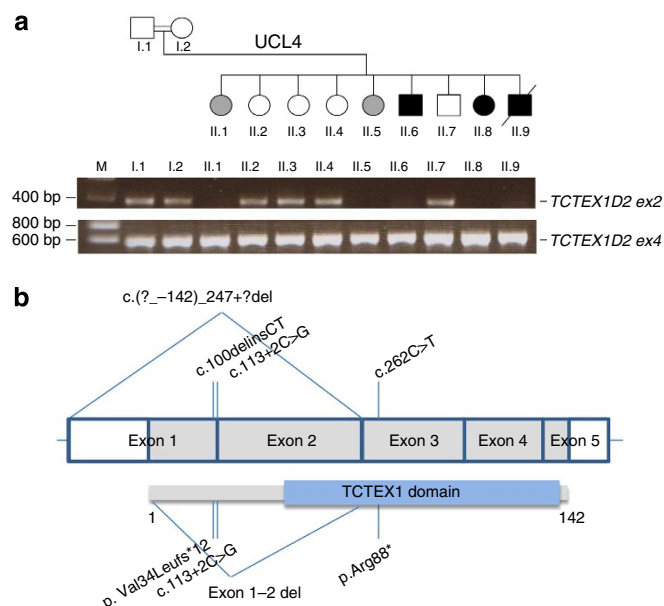 a
I.1 I.2
UCL4
II.1 II.2 II.3 II.4 II.5 II.6 II.7 II.8 II.9
M I.1 I.2 II.1 II.2 II.3 II.4 II.5 II.6 II.7 II.8 II.9
400 bp
TCTEX1D2 ex2
800 bp
600 bp
TCTEX1D2 ex4
b
c.(?_−142)_247+?del
c.100delinsCT
c.113+2C>G
c.262C>T
Exon 1 Exon 2 Exon 3 Exon 4 Exon 5
TCTEX1 domain
1 142
p. Val34Leufs*12
c.113+2C>G
p.Arg88*
Exon 1–2 del